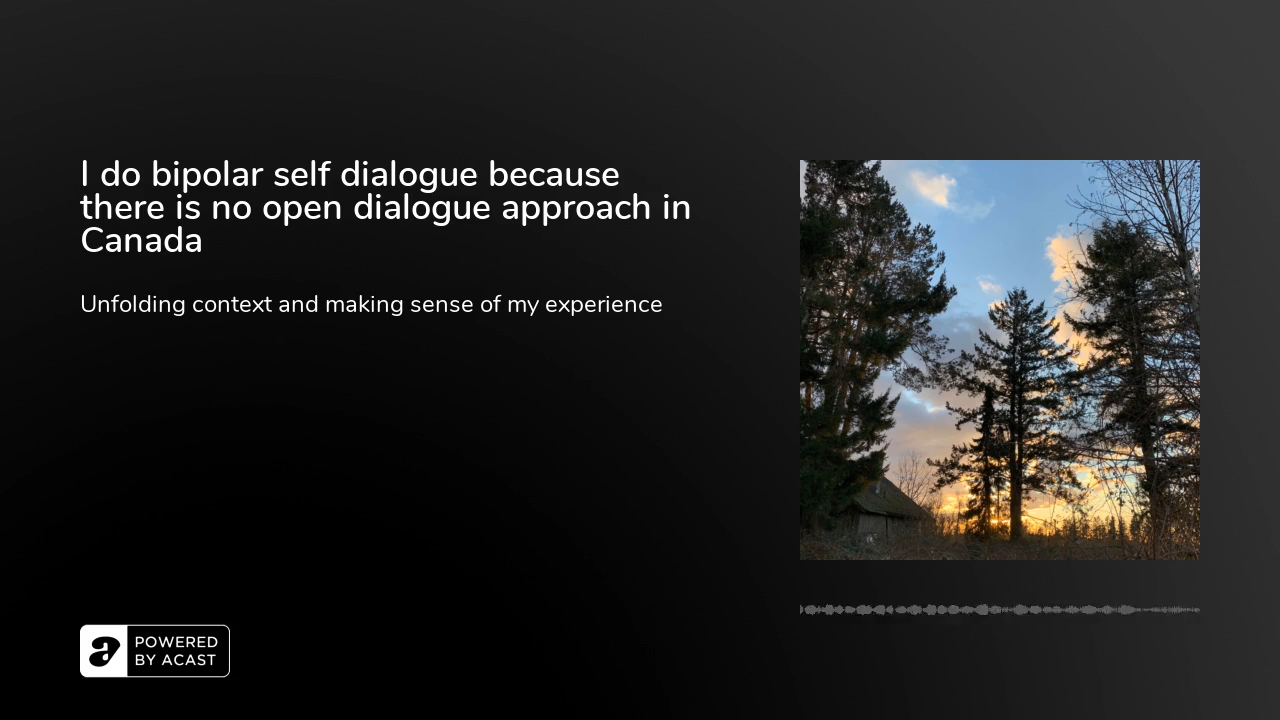 I do bipolar self dialogue because
there is no open dialogue approach in
Canada
Unfolding context and making sense of my experience
POWERED
BY ACAST